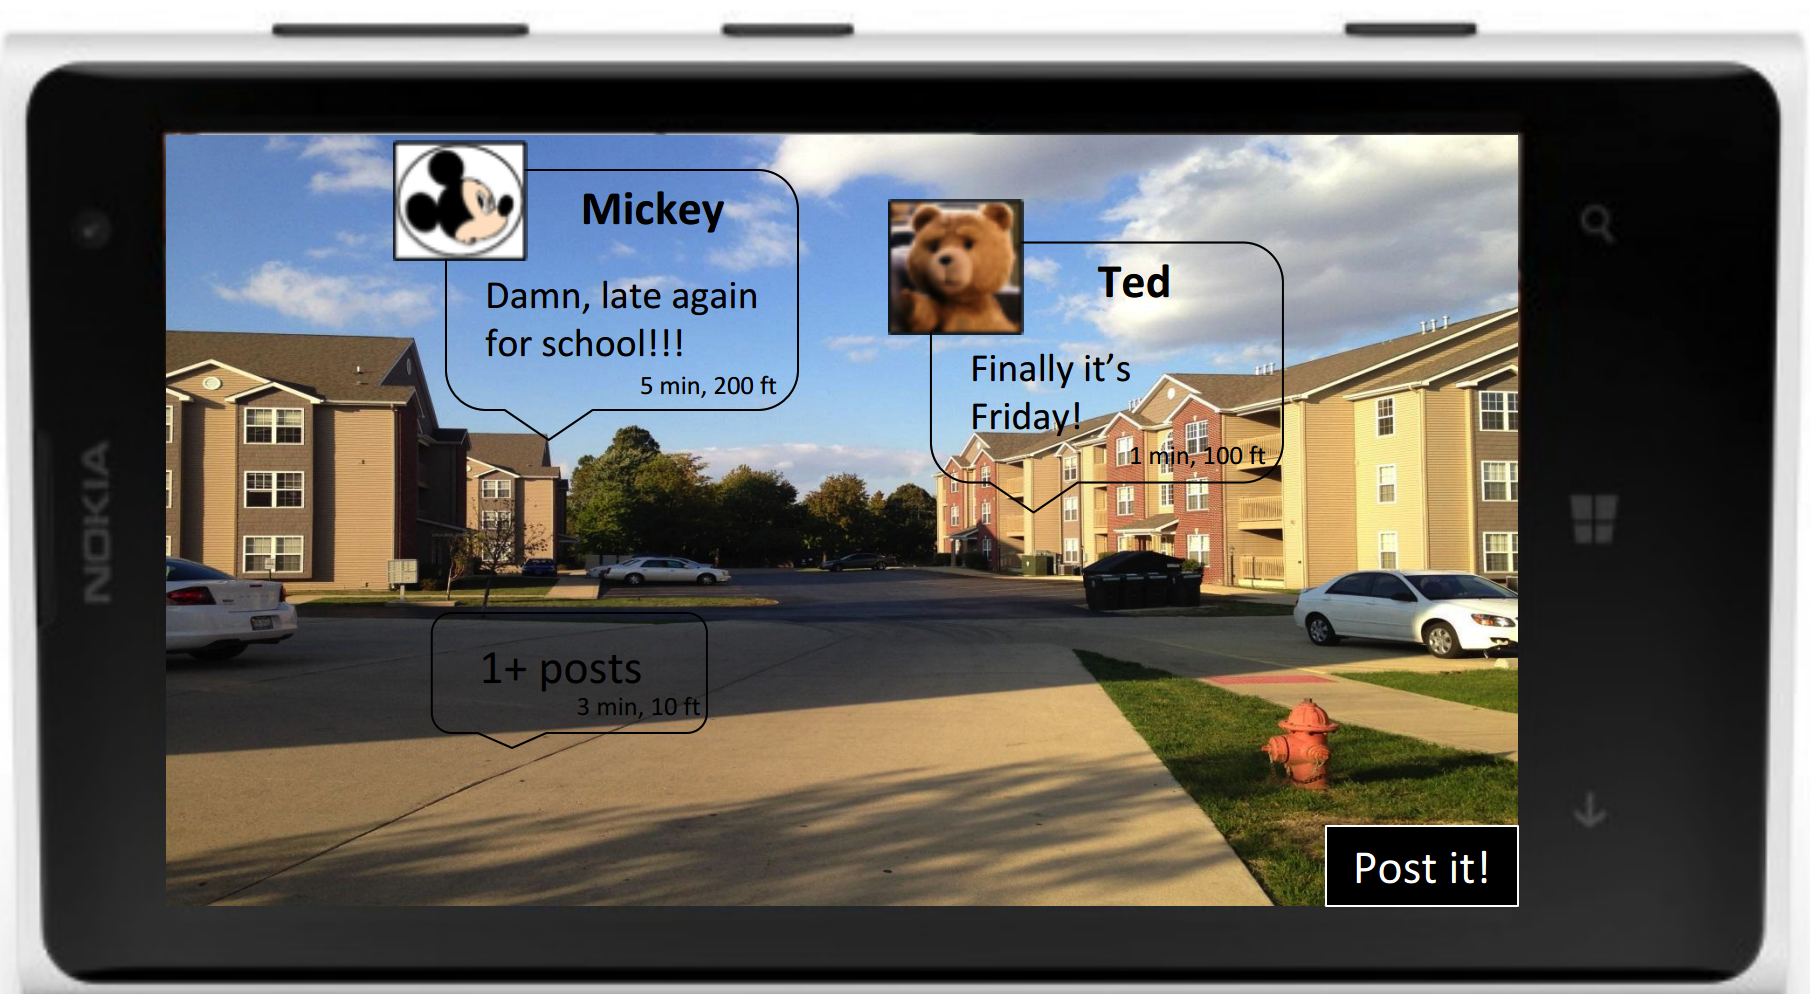 NOKIA
Mickey
Damn, late again
for school!!!
5 min, 200 ft
Ted
Finally it’s
Friday!
1 min, 100 ft
1+ posts
3 min, 10 ft
Post it!